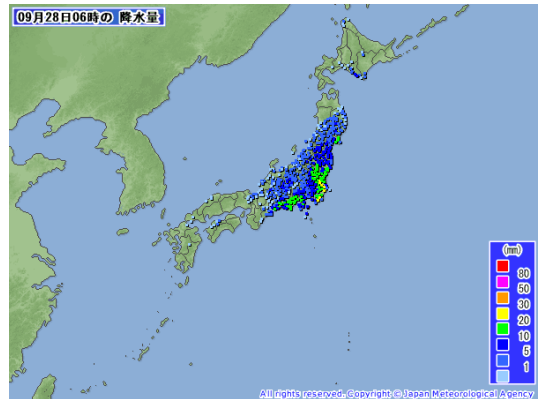 09月28日06時の 降水量
(mm)
80
50
30
20
10
5
1
All rights reserved. Copyright © Japan Meteorological Agency